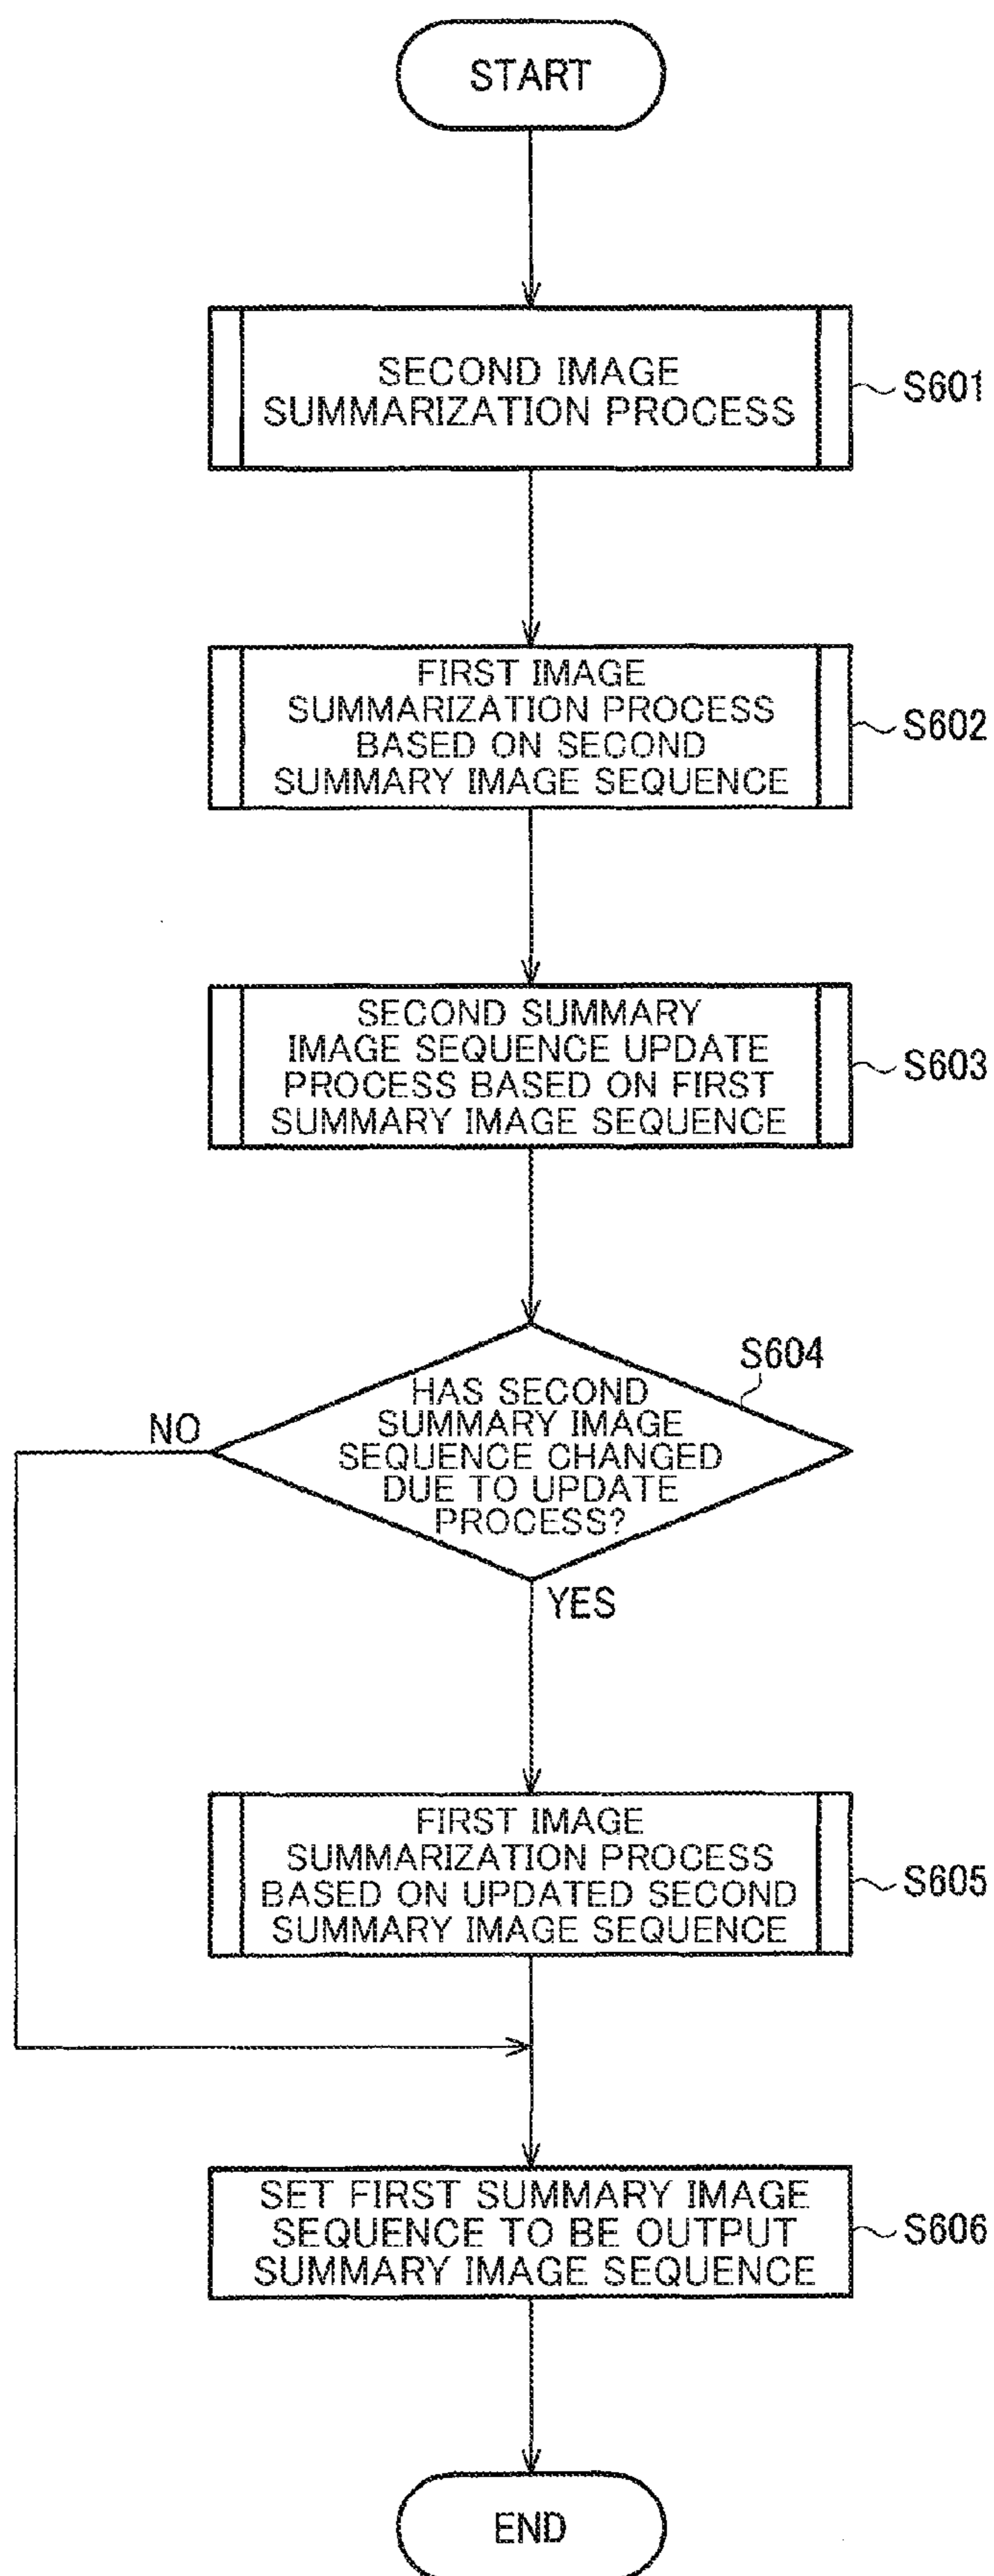 START
SECOND IMAGE
SUMMARIZATION PROCESS
S601
FIRST IMAGE
SUMMARIZATION PROCESS
BASED ON SECOND
SUMMARY IMAGE SEQUENCE
S602
SECOND SUMMARY
IMAGE SEQUENCE UPDATE
PROCESS BASED ON FIRST
SUMMARY IMAGE SEQUENCE
S603
S604
HAS SECOND
SUMMARY IMAGE
SEQUENCE CHANGED
DUE TO UPDATE
PROCESS?
NO
YES
FIRST IMAGE
SUMMARIZATION PROCESS
BASED ON UPDATED SECOND
SUMMARY IMAGE SEQUENCE
S605
SET FIRST SUMMARY IMAGE
SEQUENCE TO BE OUTPUT
SUMMARY IMAGE SEQUENCE
S606
END